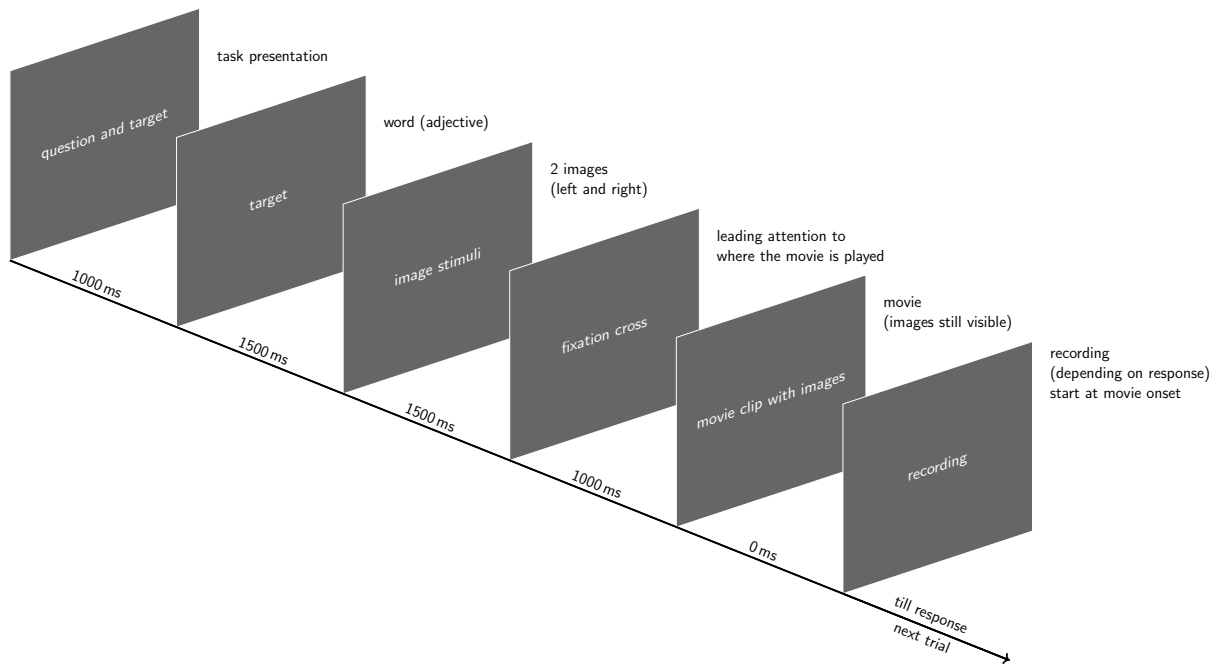 task presentation
question and target
word (adjective)
target
2 images
(left and right)
image stimuli
leading attention to
where the movie is played
fixation cross
movie
(images still visible)
movie clip with images
recording
(depending on response)
start at movie onset
recording
1000 ms
1500 ms
1500 ms
1000 ms
0 ms
till response
next trial